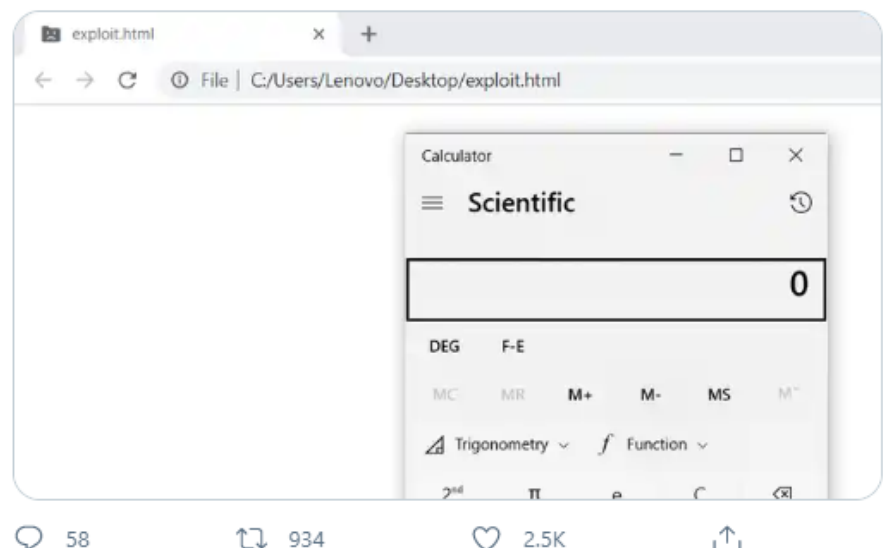 exploit.html
File | C:/Users/Lenovo/Desktop/exploit.html
Calculator
Scientific
0
DEG F-E
MC MR M+ M- MS M˅
Trigonometry Function
2nd π e C
58 934 2.5K